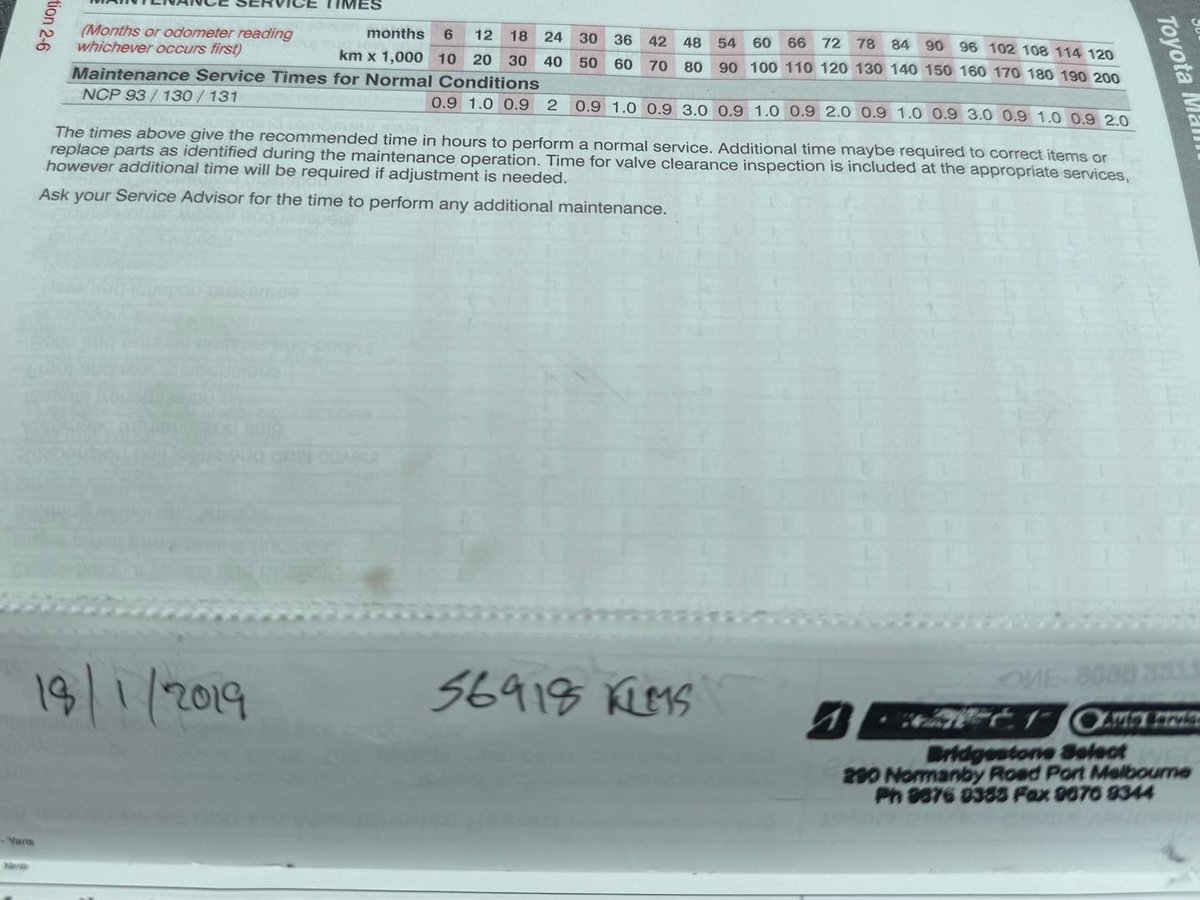 MAINTENANCE SERVICE TIMES
tion 2-6
(Months or odometer reading
whichever occurs first)
months 6 12 18 24 30 36 42 48 54 60 66 72 78 84 90 96 102 108 114 120
km x 1,000 10 20 30 40 50 60 70 80 90 100 110 120 130 140 150 160 170 180 190 200
Maintenance Service Times for Normal Conditions
NCP 93 / 130 / 131 0.9 1.0 0.9 2 0.9 1.0 0.9 3.0 0.9 1.0 0.9 2.0 0.9 1.0 0.9 3.0 0.9 1.0 0.9 2.0
The times above give the recommended time in hours to perform a normal service. Additional time maybe required to correct items or
replace parts as identified during the maintenance operation. Time for valve clearance inspection is included at the appropriate services,
however additional time will be required if adjustment is needed.
Ask your Service Advisor for the time to perform any additional maintenance.
Toyota
18/1/2019
56918 KLMS
Auto Service
Bridgestone Select
290 Normanby Road Port Melbourne
Ph Fax 9676 9344
- Yaris